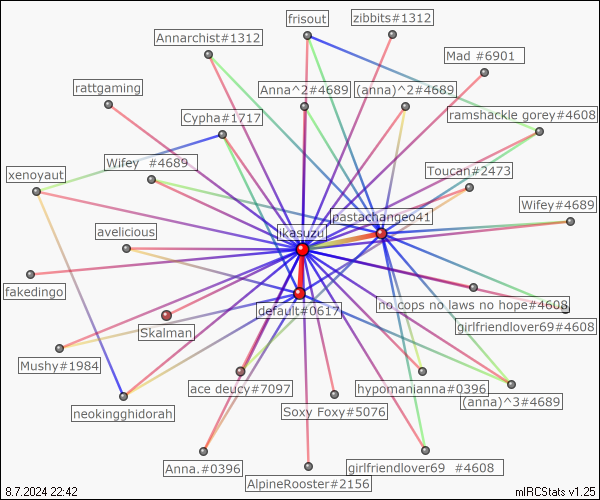 frisout
zibbits#1312
Annarchist#1312
Mad #6901
rattgaming
Anna^2#4689
(anna)^2#4689
Cypha#1717
ramshackle gorey#4608
Wifey #4689
xenoyaut
Toucan#2473
Wifey#4689
pastachange041
ikasuzu
avelicious
fakedingo
no cops no laws no hope#4608
default#0617
girlfriendlover69#4608
Skalman
Mushy#1984
ace deucy#7097
hypomanianna#0396
(anna)^3#4689
neokingghidorah
Soxy Foxy#5076
Anna.#0396
girlfriendlover69 #4608
AlpineRooster#2156
8.7.2024 22:42
mIRCStats v1.25